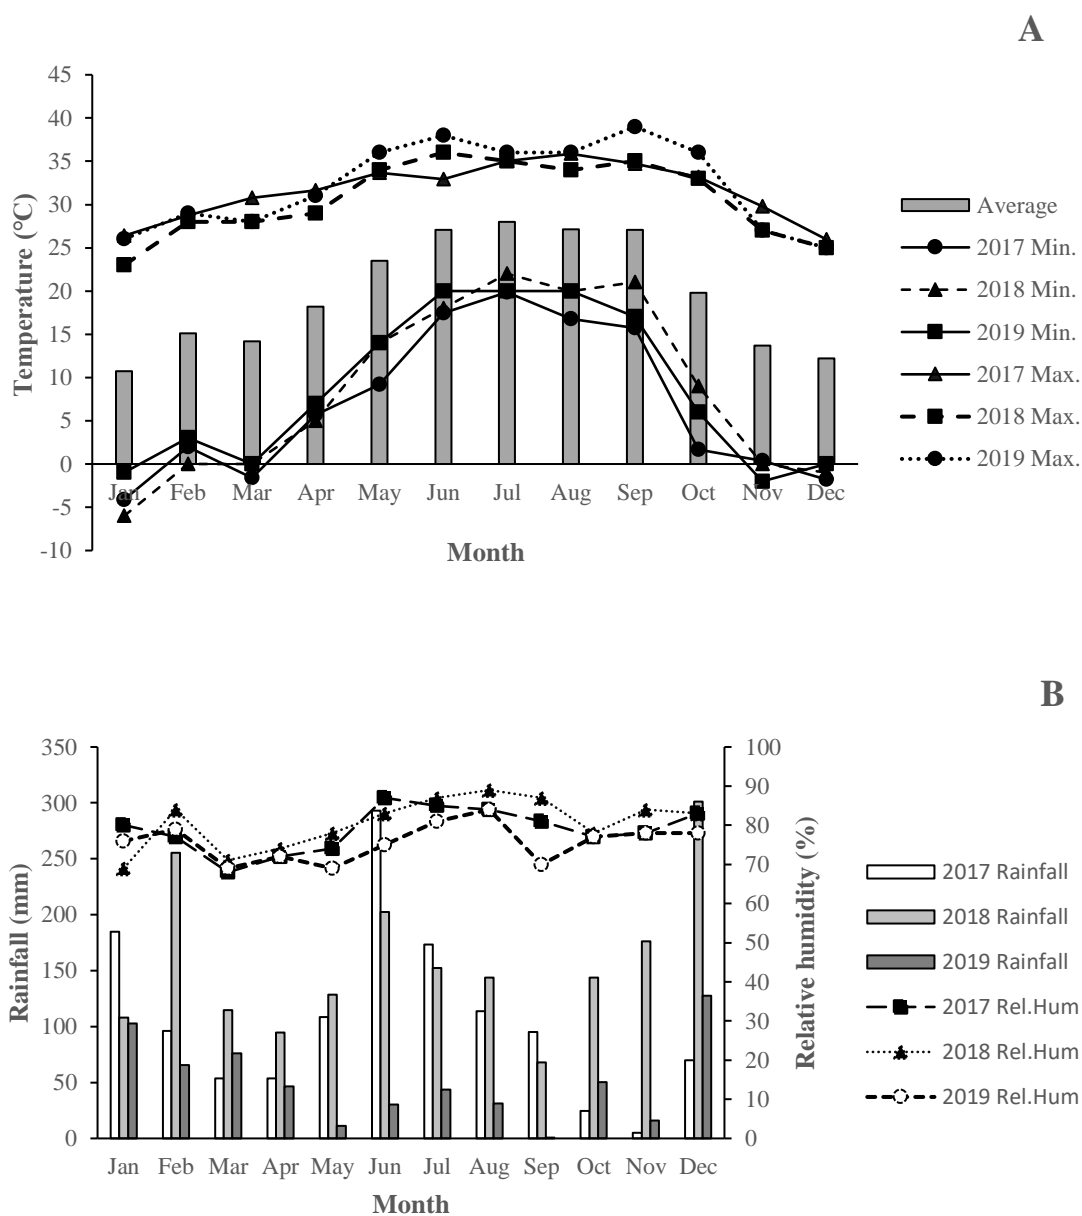 A
45
40
35
30
25
20
15
10
5
0
-5
-10
Temperature (°C)
Jan Feb Mar Apr May Jun Jul Aug Sep Oct Nov Dec
Month
Average
2017 Min.
2018 Min.
2019 Min.
2017 Max.
2018 Max.
2019 Max.
B
350
300
250
200
150
100
50
0
Rainfall (mm)
100
90
80
70
60
50
40
30
20
10
0
Relative humidity (%)
Jan Feb Mar Apr May Jun Jul Aug Sep Oct Nov Dec
Month
2017 Rainfall
2018 Rainfall
2019 Rainfall
2017 Rel.Hum
2018 Rel.Hum
2019 Rel.Hum